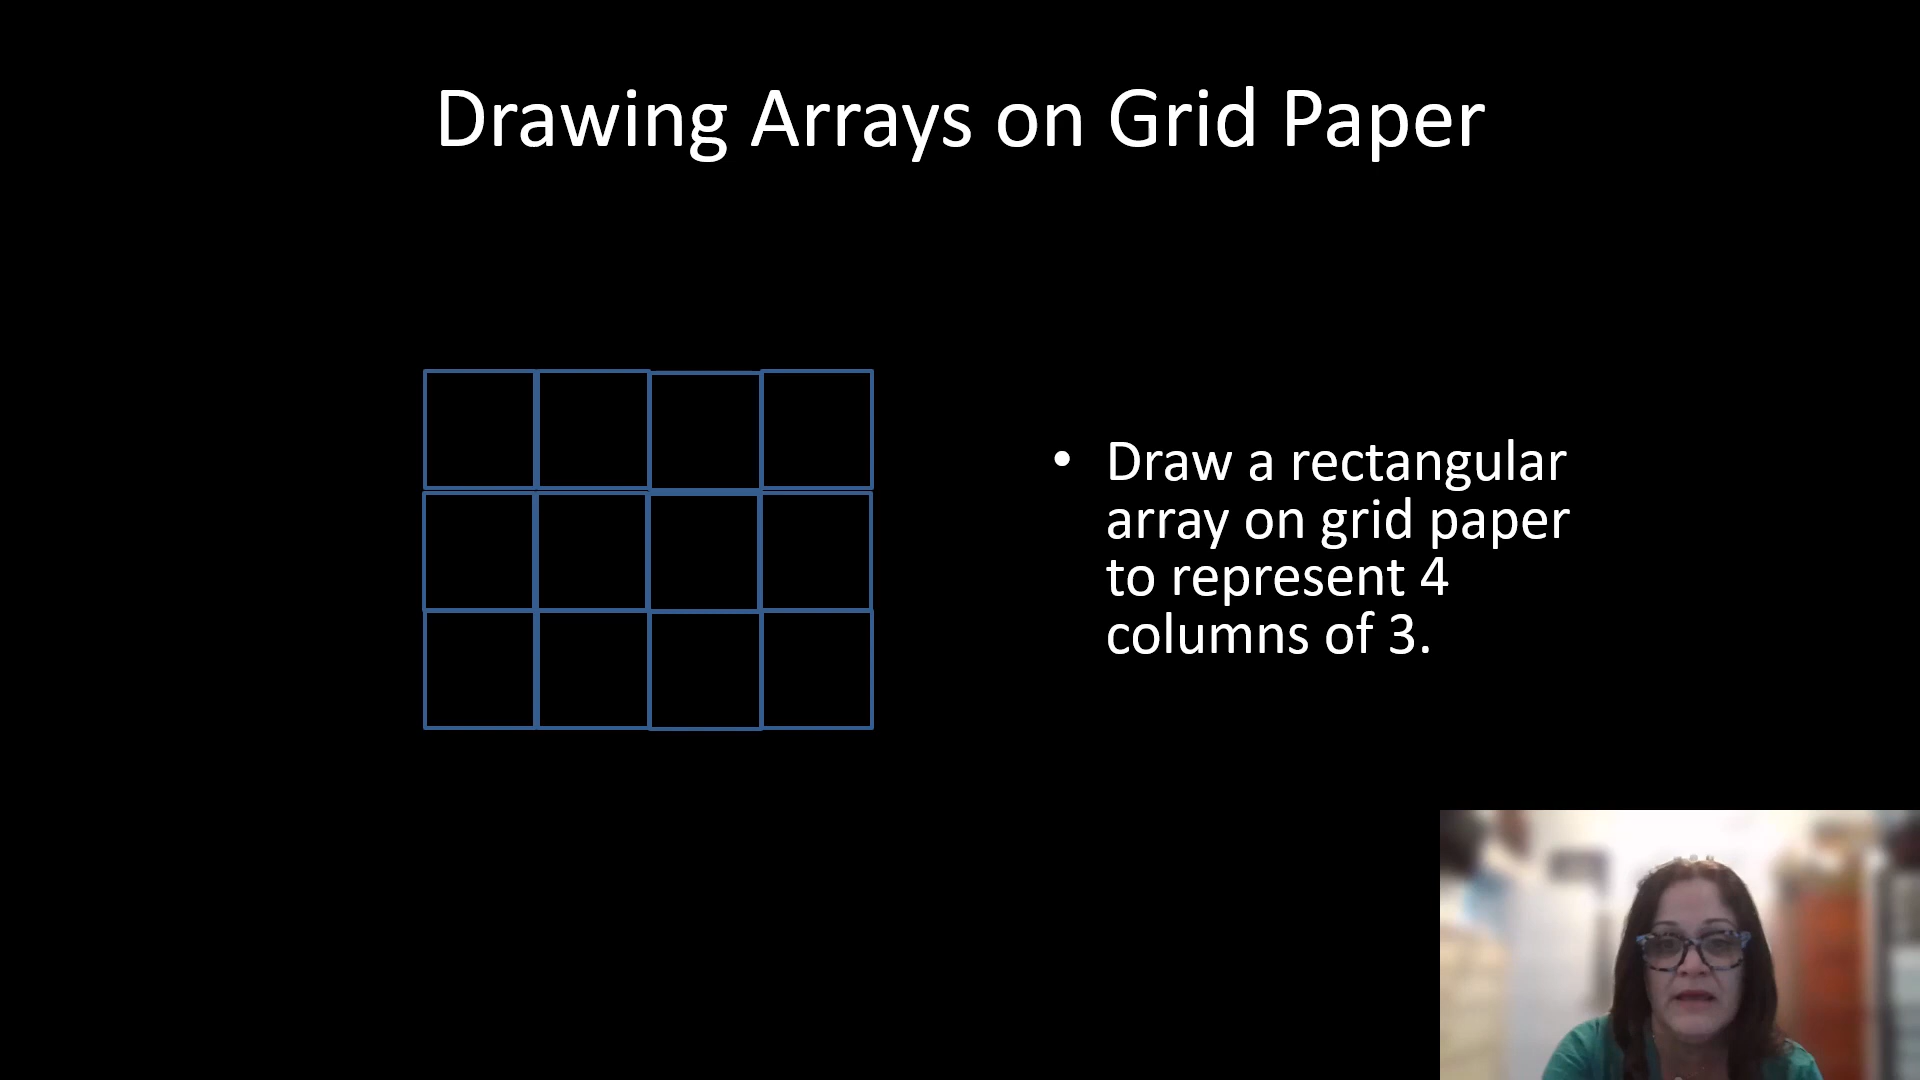 Drawing Arrays on Grid Paper
• Draw a rectangular
array on grid paper
to represent 4
columns of 3.